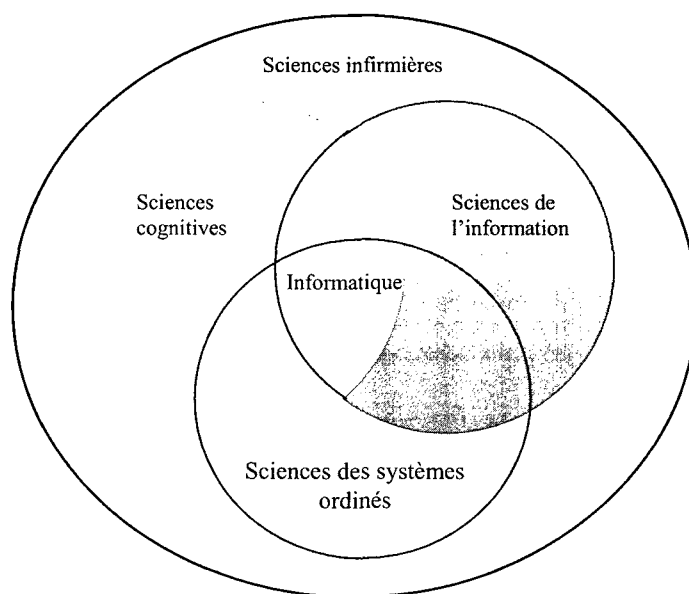 Sciences infirmières
Sciences
cognitives
Sciences de
l'information
Informatique
Sciences des systèmes
ordinés